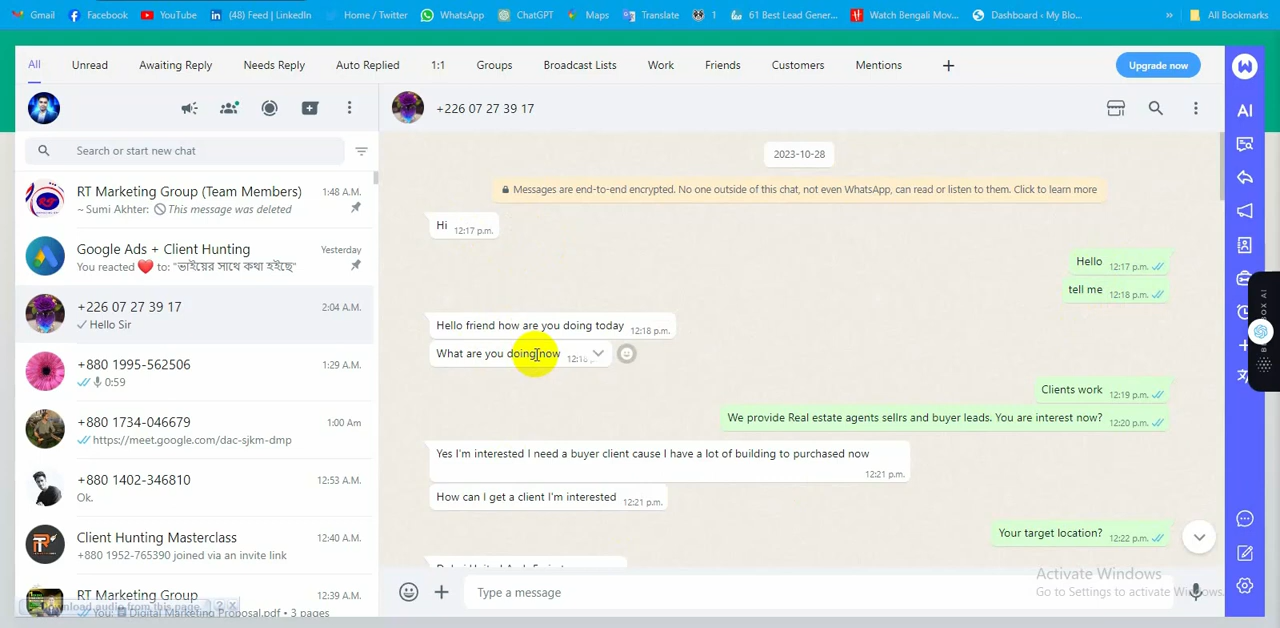 Gmail Facebook YouTube (48) Feed | LinkedIn Home / Twitter WhatsApp ChatGPT Maps Translate 1 61 Best Lead Gener... Watch Bengali Mov... Dashboard ‹ My Blo... » All Bookmarks
All Unread Awaiting Reply Needs Reply Auto Replied 1:1 Groups Broadcast Lists Work Friends Customers Mentions + Upgrade now
+226 07 27 39 17
AI
Search or start new chat
2023-10-28
Messages are end-to-end encrypted. No one outside of this chat, not even WhatsApp, can read or listen to them. Click to learn more
RT Marketing Group (Team Members) 1:48 A.M.
~ Sumi Akhter: This message was deleted
Google Ads + Client Hunting Yesterday
You reacted ❤️ to: "ভাইয়ের সাথে কথা হইছে"
+226 07 27 39 17 2:04 A.M.
Hello Sir
+880 1995-562506 1:29 A.M.
0:59
+880 1734-046679 1:00 Am
https://meet.google.com/dac-sjkm-dmp
+880 1402-346810 12:53 A.M.
Ok.
Client Hunting Masterclass 12:40 A.M.
+880 1952-765390 joined via an invite link
RT Marketing Group 12:39 A.M.
You: Digital Marketing Proposal.pdf • 3 pages
Download audio from this page ? x
Hi 12:17 p.m.
Hello 12:17 p.m.
tell me 12:18 p.m.
Hello friend how are you doing today 12:18 p.m.
What are you doing now
Clients work 12:19 p.m.
We provide Real estate agents sellrs and buyer leads. You are interest now? 12:20 p.m.
Yes I'm interested I need a buyer client cause I have a lot of building to purchased now
12:21 p.m.
How can I get a client I'm interested 12:21 p.m.
Your target location? 12:22 p.m.
Type a message
Activate Windows
Go to Settings to activate Windows.